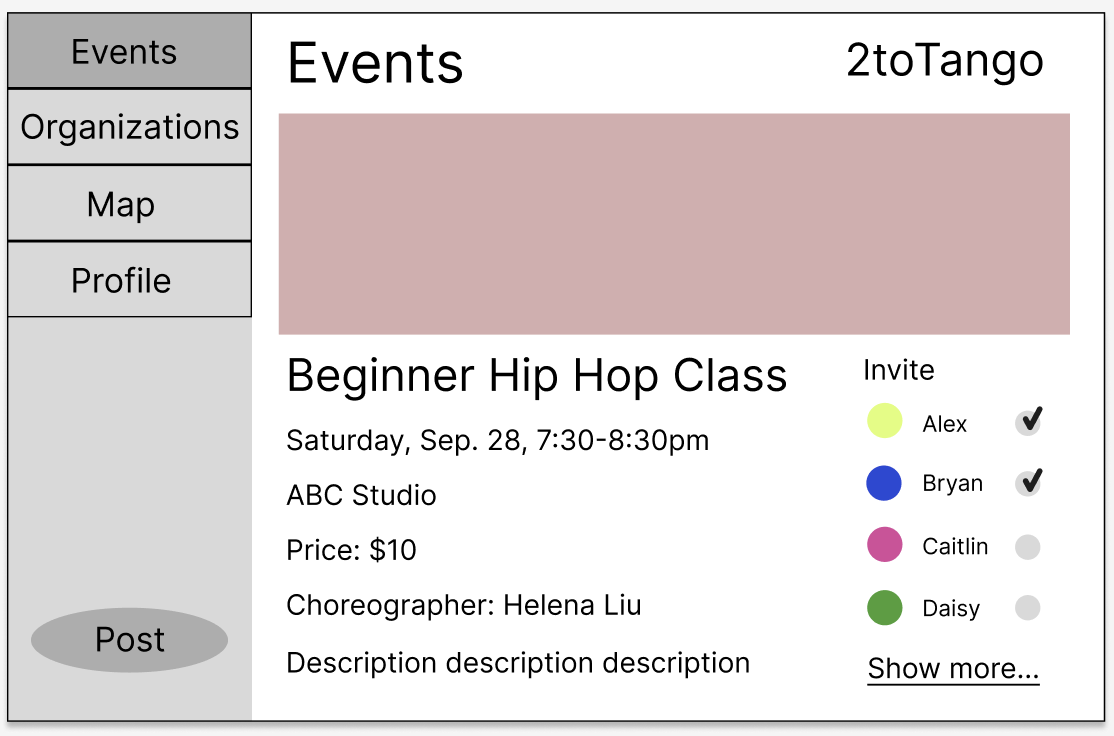 Events
Organizations
Map
Profile
Post
Events
2toTango
Beginner Hip Hop Class
Saturday, Sep. 28, 7:30-8:30pm
ABC Studio
Price: $10
Choreographer: Helena Liu
Description description description
Invite
Alex
Bryan
Caitlin
Daisy
Show more...